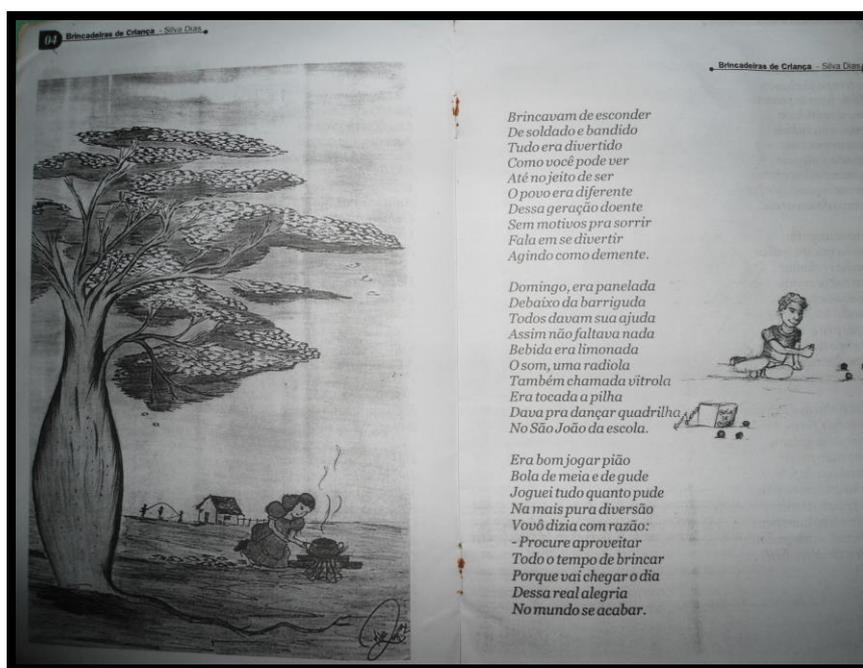 04 Brincadeiras de Criança - Silva Dias
Brincadeiras de Criança - Silva Dias
Brincavam de esconder
De soldado e bandido
Tudo era divertido
Como você pode ver
Até no jeito de ser
O povo era diferente
Dessa geração doente
Sem motivos pra sorrir
Fala em se divertir
Agindo como demente.
Domingo, era panelada
Debaixo da barriguda
Todos davam sua ajuda
Assim não faltava nada
Bebida era limonada
O som, uma radiola
Também chamada vitrola
Era tocada a pilha
Dava pra dançar quadrilha
No São João da escola.
Era bom jogar pião
Bola de meia e de gude
Joguei tudo quanto pude
Na mais pura diversão
Vovô dizia com razão:
- Procure aproveitar
Todo o tempo de brincar
Porque vai chegar o dia
Dessa real alegria
No mundo se acabar.